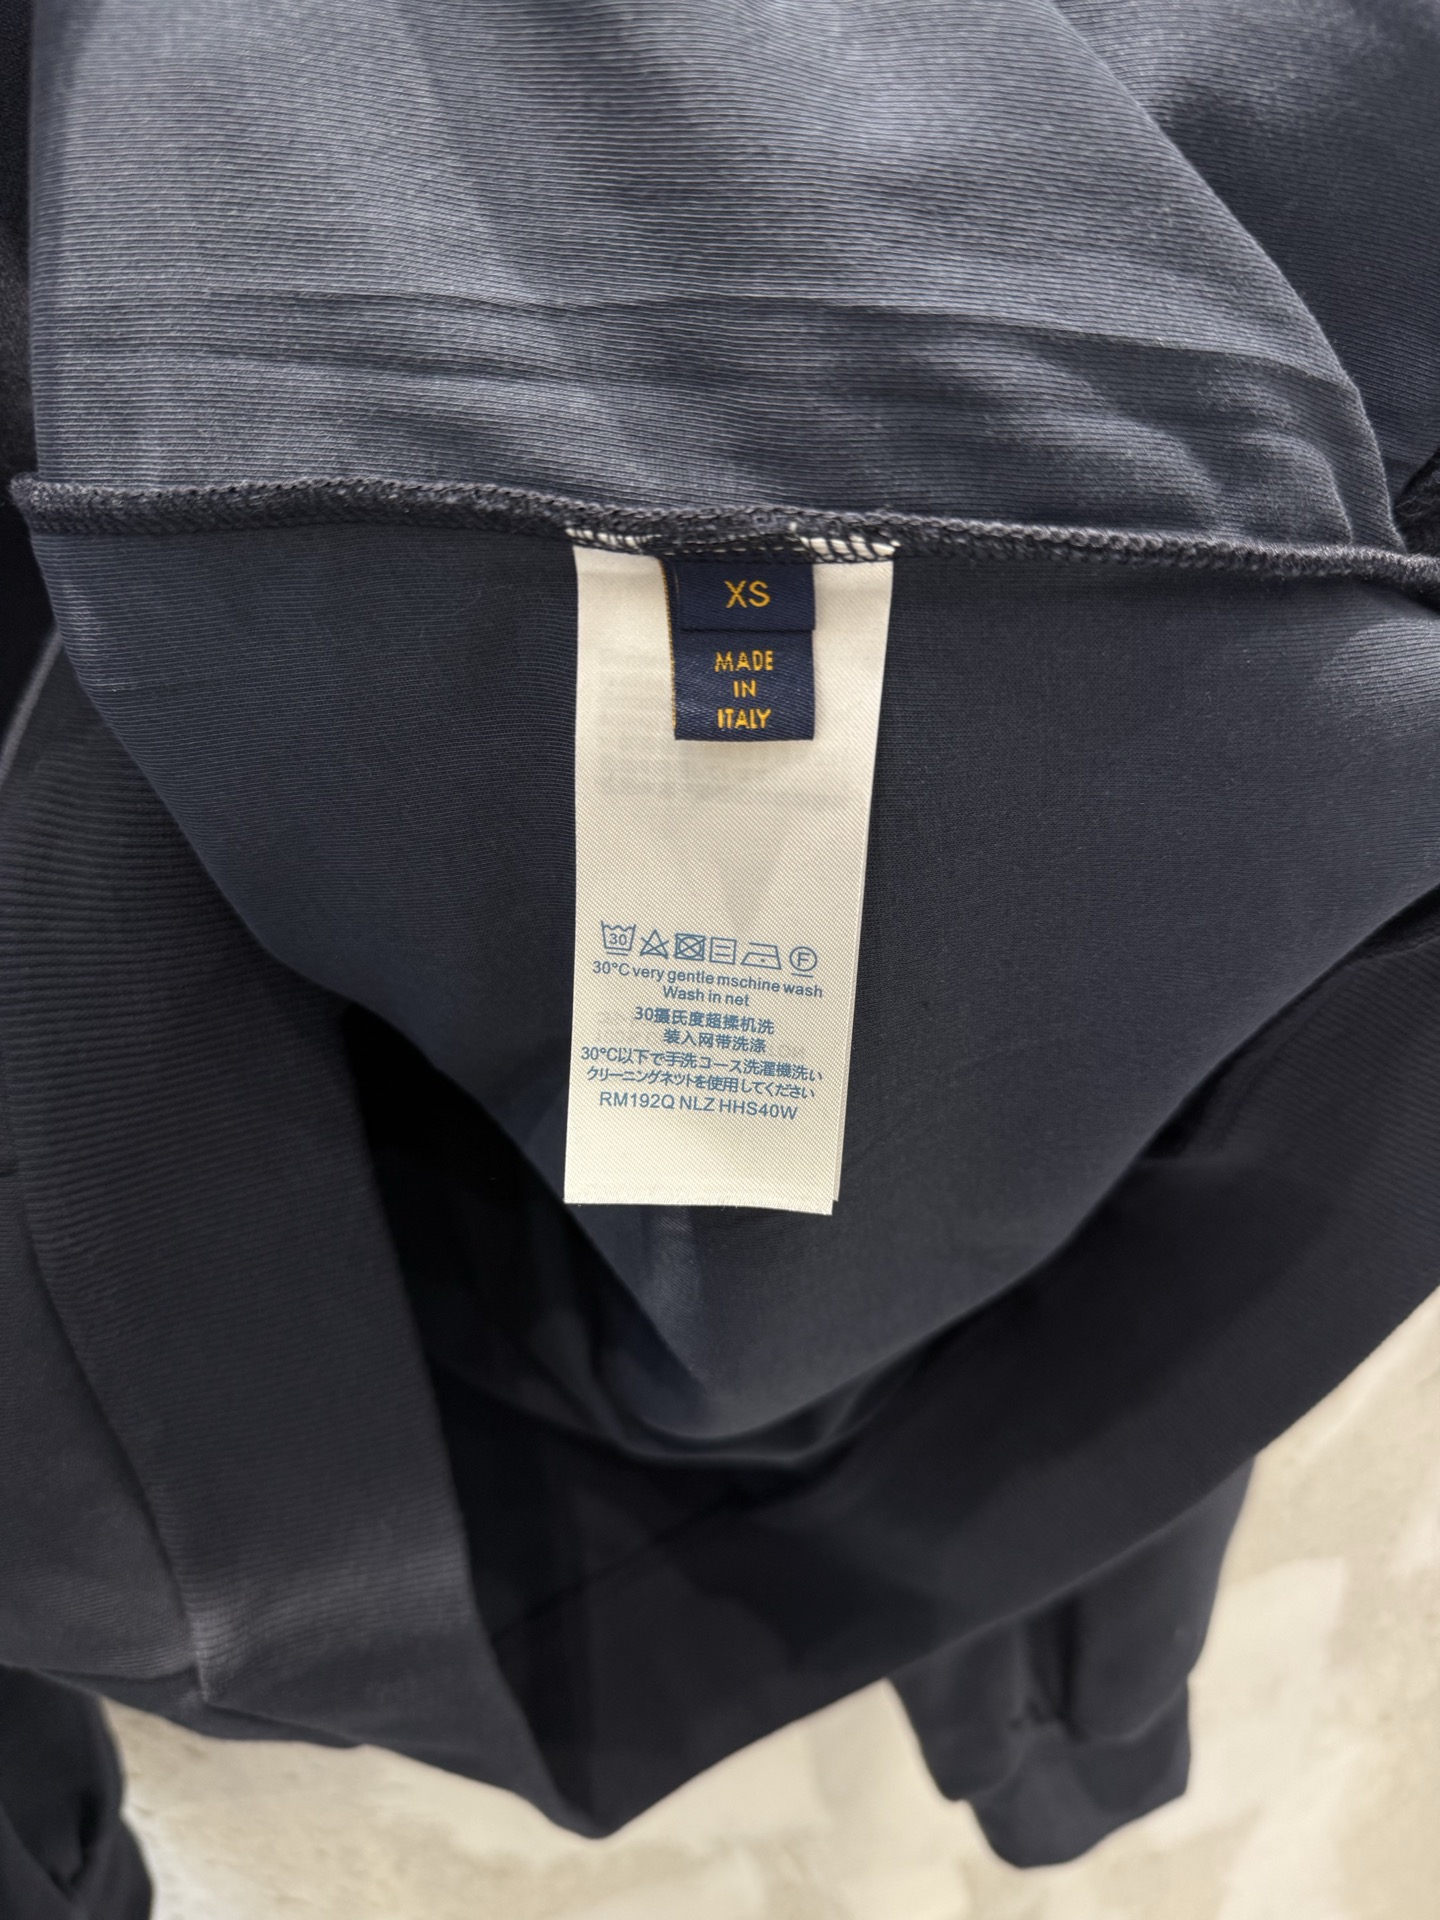 XS
MADE
IN
ITALY
30
F
30°C very gentle mschine wash
Wash in net
30摄氏度超揉机洗
装入网带洗涤
30°C以下で手洗コース洗濯機洗い
クリーニングネットを使用してください
RM192Q NLZ HHS40W